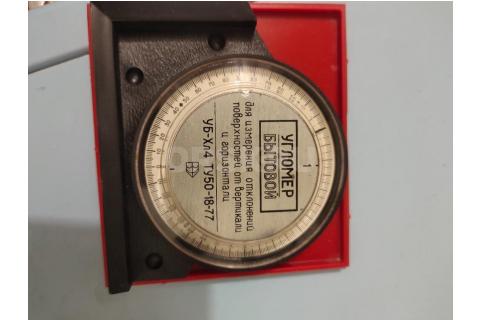 УГЛОМЕР
БЫТОВОЙ
для измерения отклонений
поверхностей от вертикали
и горизонтали
УБ-Хл4 ТУ50-18-77